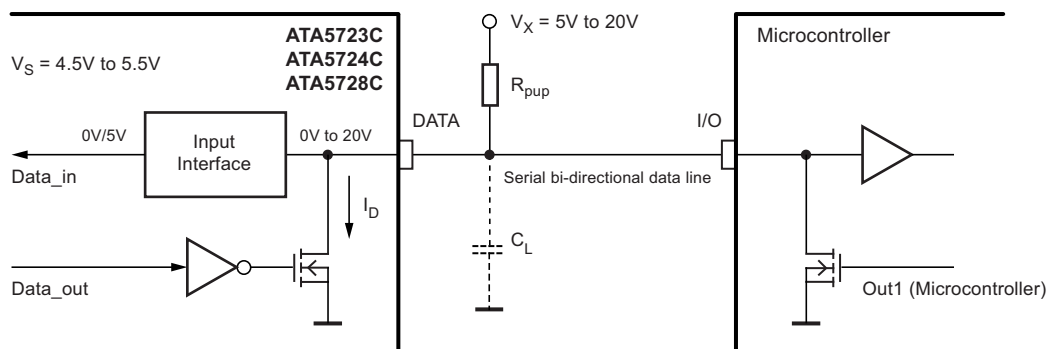 ATA5723C
ATA5724C
ATA5728C
V_S = 4.5V to 5.5V
0V/5V
Input
Interface
0V to 20V
Data_in
I_D
Data_out
DATA
V_X = 5V to 20V
R_pup
Serial bi-directional data line
C_L
I/O
Microcontroller
Out1 (Microcontroller)